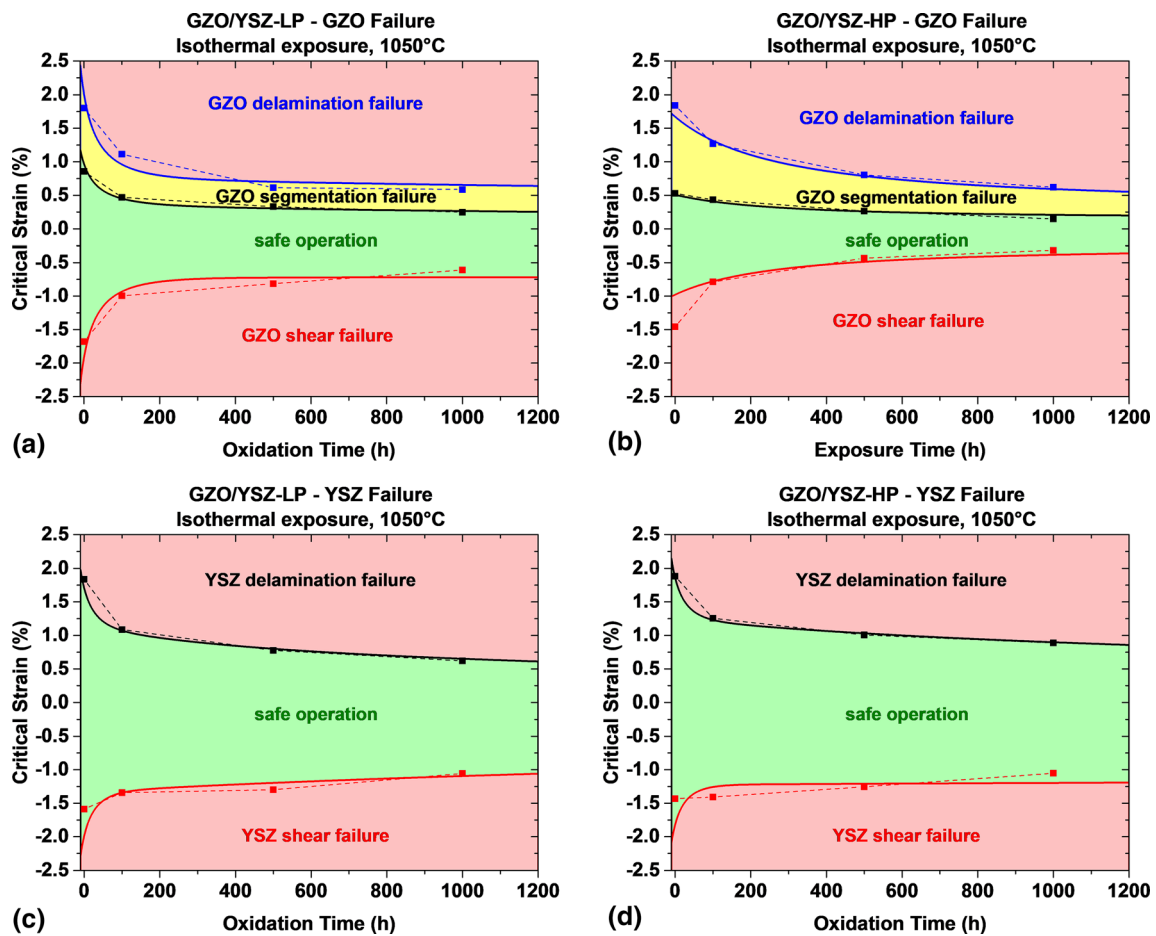 GZO/YSZ-LP - GZO Failure
Isothermal exposure, 1050°C
2.5
2.0
1.5
1.0
0.5
0.0
-0.5
-1.0
-1.5
-2.0
-2.5
Critical Strain (%)
GZO delamination failure
GZO segmentation failure
safe operation
GZO shear failure
0 200 400 600 800 1000 1200
Oxidation Time (h)
(a)
GZO/YSZ-HP - GZO Failure
Isothermal exposure, 1050°C
2.5
2.0
1.5
1.0
0.5
0.0
-0.5
-1.0
-1.5
-2.0
-2.5
Critical Strain (%)
GZO delamination failure
GZO segmentation failure
safe operation
GZO shear failure
0 200 400 600 800 1000 1200
Exposure Time (h)
(b)
GZO/YSZ-LP - YSZ Failure
Isothermal exposure, 1050°C
2.5
2.0
1.5
1.0
0.5
0.0
-0.5
-1.0
-1.5
-2.0
-2.5
Critical Strain (%)
YSZ delamination failure
safe operation
YSZ shear failure
0 200 400 600 800 1000 1200
Oxidation Time (h)
(c)
GZO/YSZ-HP - YSZ Failure
Isothermal exposure, 1050°C
2.5
2.0
1.5
1.0
0.5
0.0
-0.5
-1.0
-1.5
-2.0
-2.5
Critical Strain (%)
YSZ delamination failure
safe operation
YSZ shear failure
0 200 400 600 800 1000 1200
Oxidation Time (h)
(d)